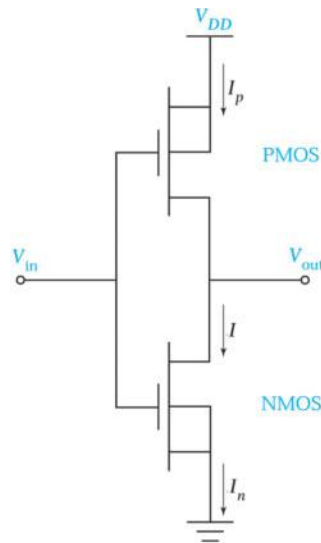 V_DD
I_p
PMOS
V_in
V_out
I
NMOS
I_n